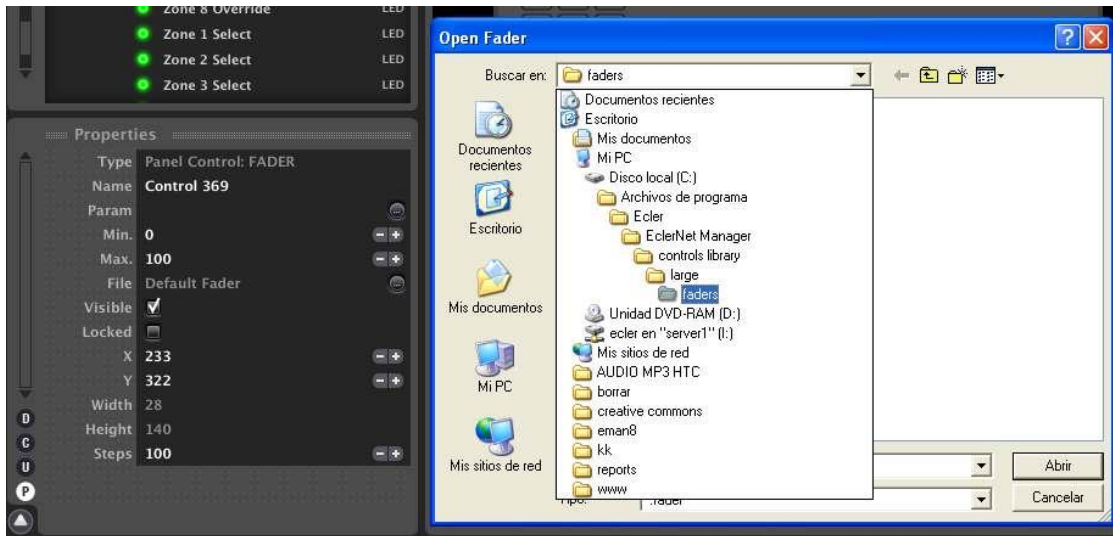 Zone 8 Override LED
Zone 1 Select LED
Zone 2 Select LED
Zone 3 Select LED
Properties
Type Panel Control: FADER
Name Control 369
Param
Min. 0
Max. 100
File Default Fader
Visible
Locked
X 233
Y 322
Width 28
Height 140
Steps 100
D
C
U
P
Open Fader
Buscar en: faders
Documentos recientes
Escritorio
Mis documentos
Mi PC
Disco local (C:)
Archivos de programa
Ecler
EclerNet Manager
controls library
large
faders
Unidad DVD-RAM (D:)
ecler en "server1" (I:)
Mis sitios de red
AUDIO MP3 HTC
borrar
creative commons
eman8
kk
reports
www
Documentos
recientes
Escritorio
Mis documentos
Mi PC
Mis sitios de red
Abrir
Tipo: .fader
Cancelar